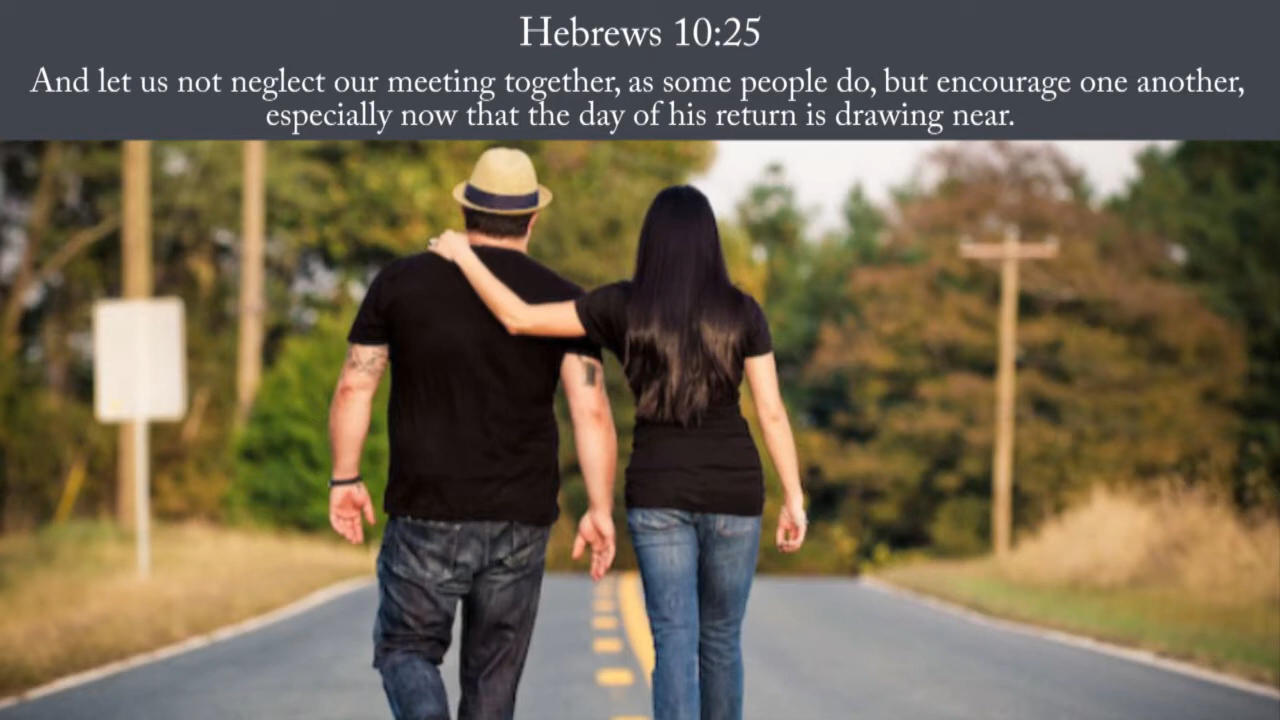 Hebrews 10:25
And let us not neglect our meeting together, as some people do, but encourage one another,
especially now that the day of his return is drawing near.